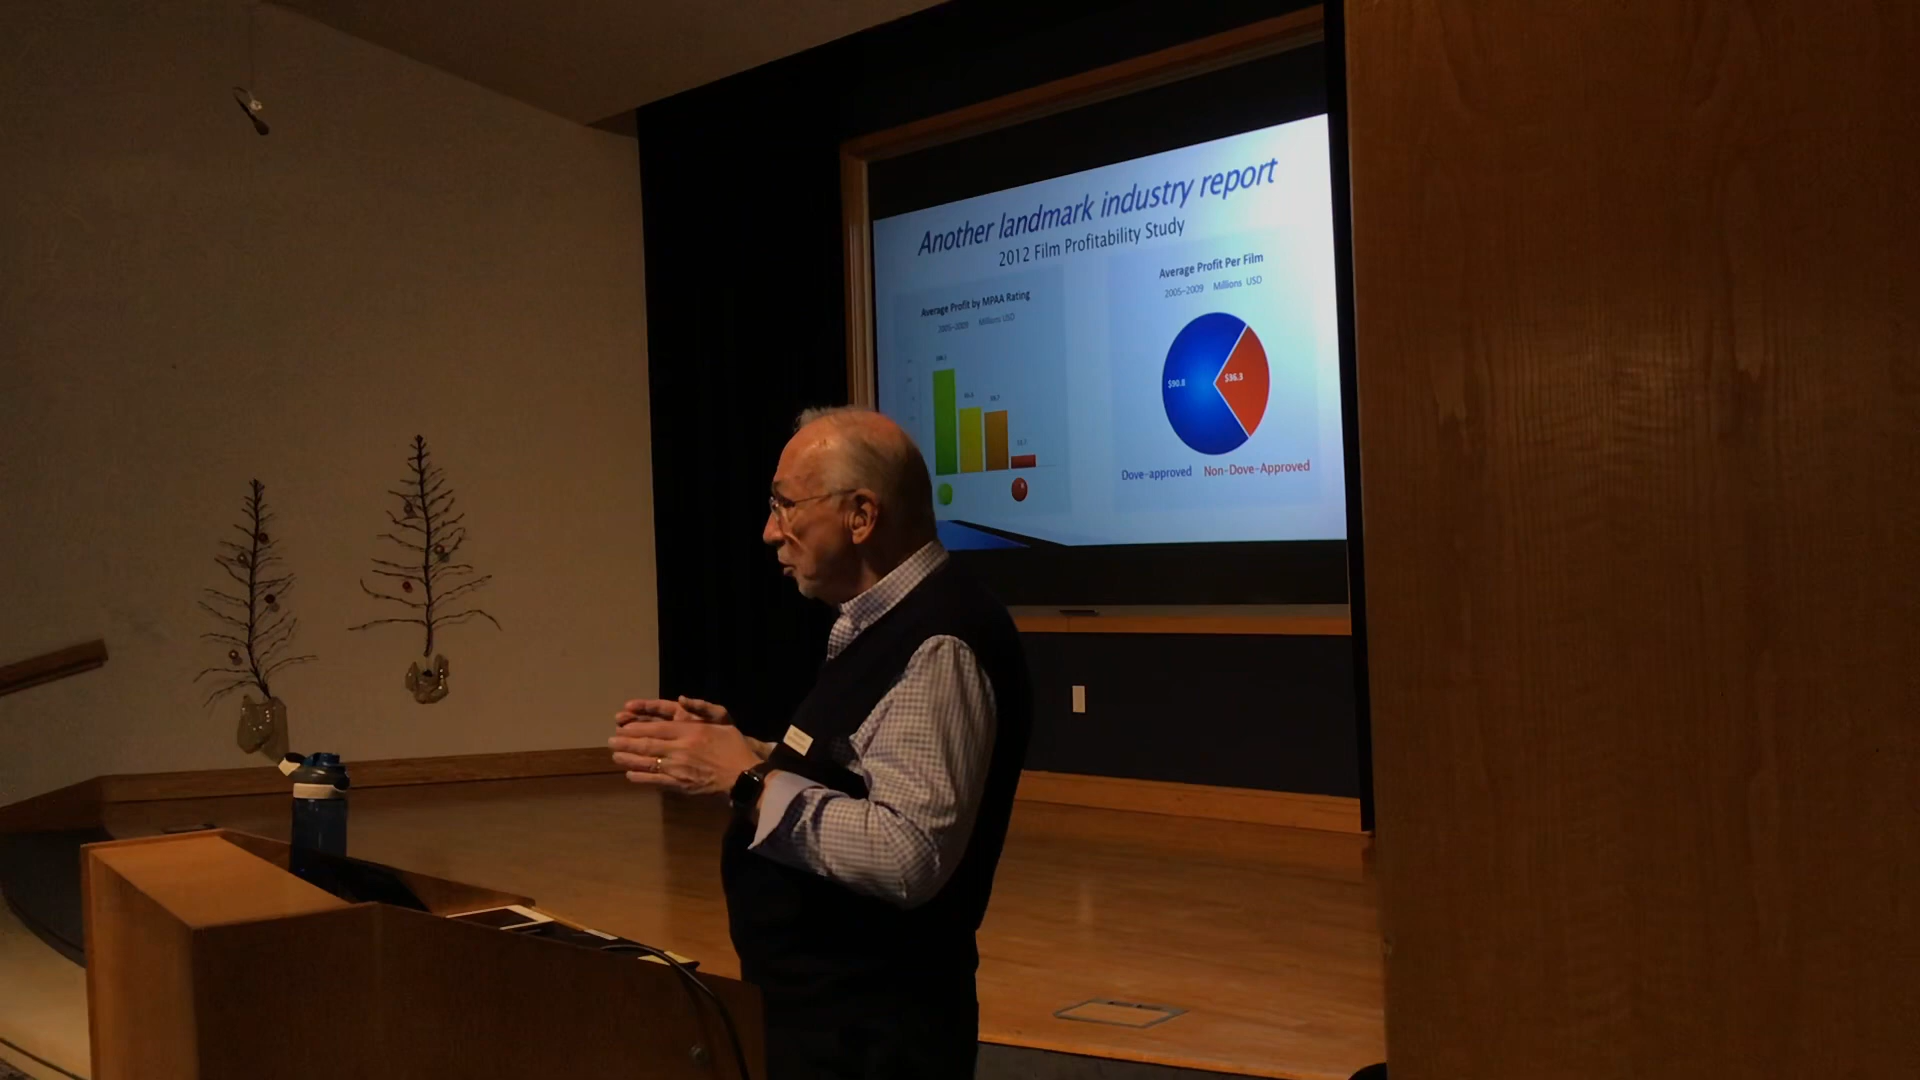 Another landmark industry report
2012 Film Profitability Study
Average Profit by MPAA Rating
2005-2009 Millions USD
Average Profit Per Film
2005-2009 Millions USD
$90.8
$36.3
Dove-approved Non-Dove-Approved